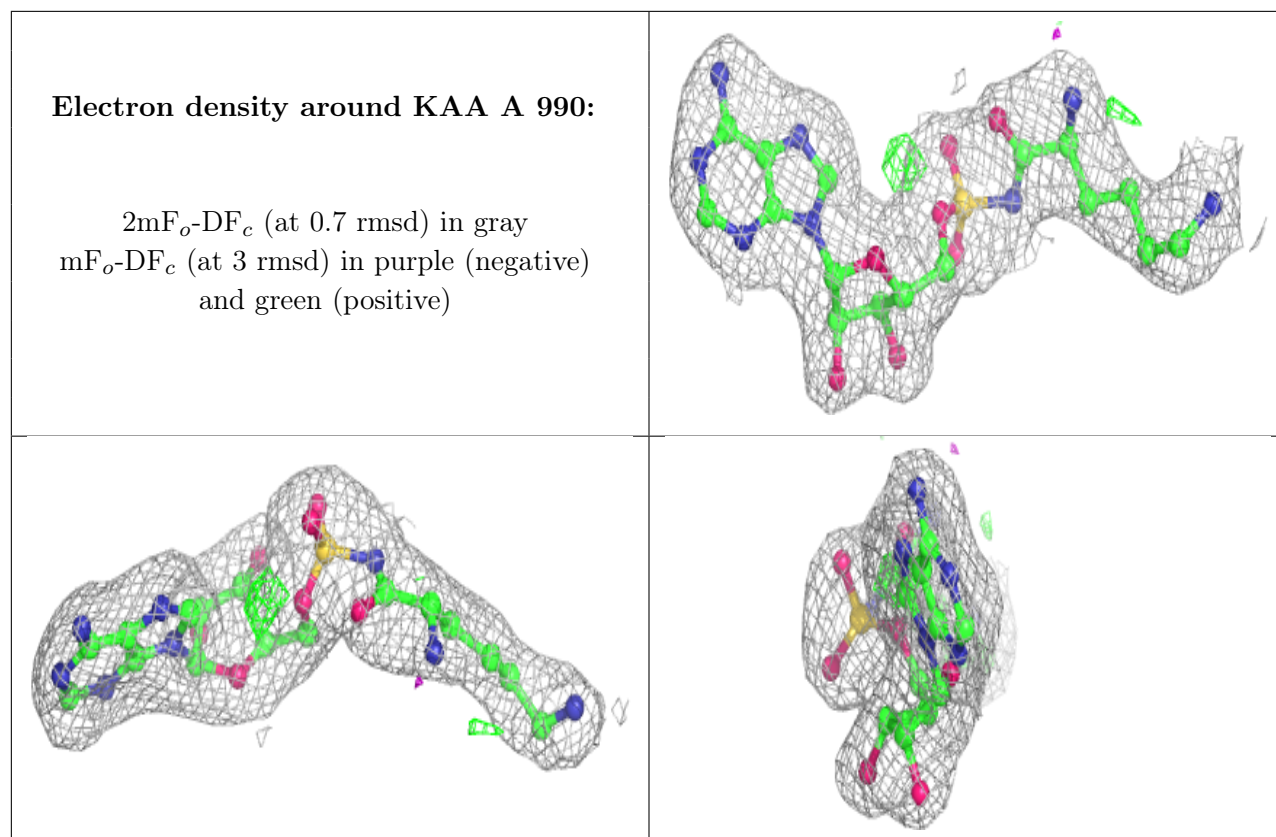 Electron density around KAA A 990:
2mFo-DFc (at 0.7 rmsd) in gray
mFo-DFc (at 3 rmsd) in purple (negative)
and green (positive)